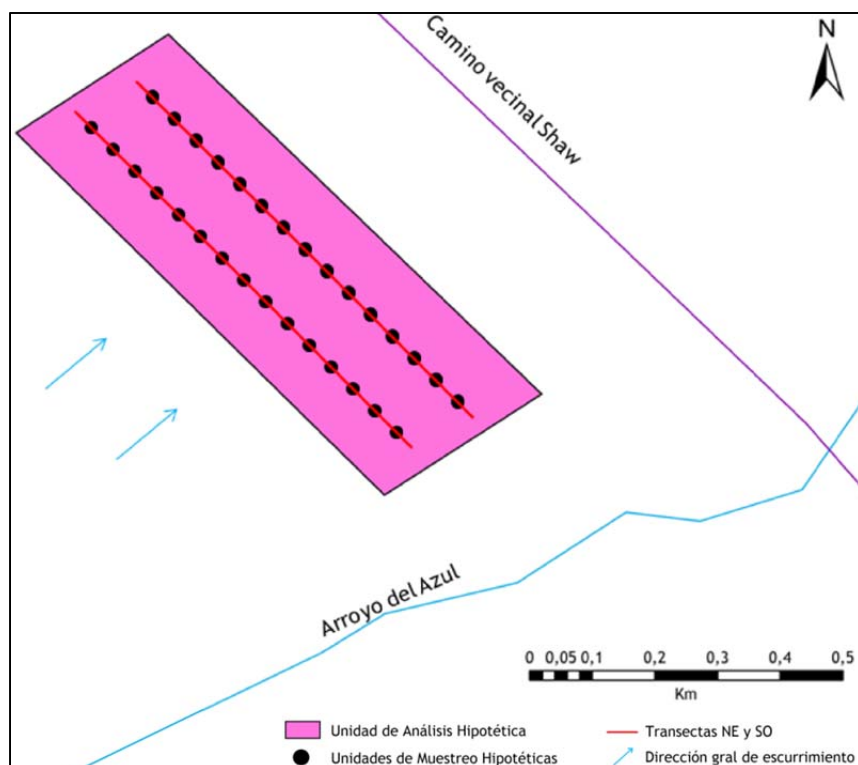 Camino vecinal Shaw
N
Arroyo del Azul
0 0,05 0,1 0,2 0,3 0,4 0,5
Km
Unidad de Análisis Hipotética
Transectas NE y SO
Unidades de Muestreo Hipotéticas
Dirección gral de escurrimiento